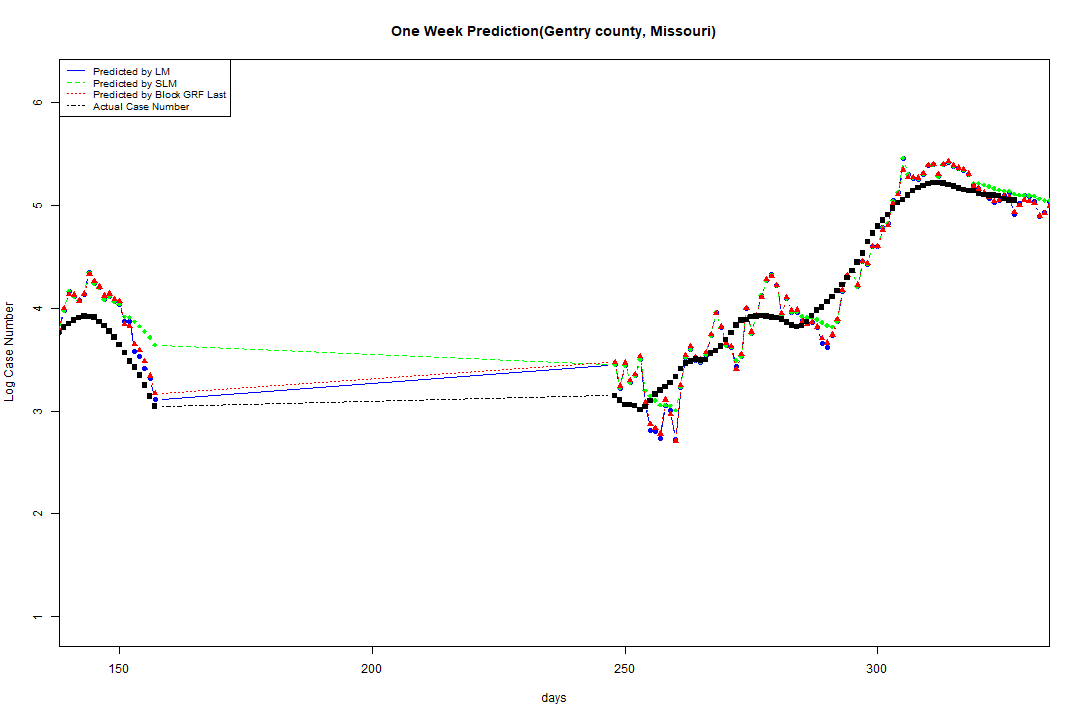 One Week Prediction(Gentry county, Missouri)
Predicted by LM
Predicted by SLM
Predicted by Block GRF Last
Actual Case Number
6
5
4
3
2
1
Log Case Number
150 200 250 300
days